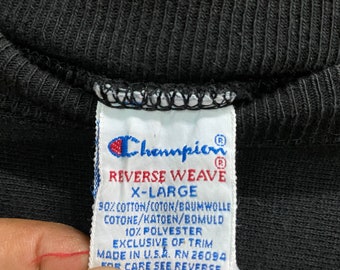 Champion®
REVERSE WEAVE®
X-LARGE
90% COTTON/COTON/BAUMWOLLE
COTONE/KATOEN/BOMULD
10% POLYESTER
EXCLUSIVE OF TRIM
MADE IN U.S.A. RN 26094
FOR CARE SEE REVERSE